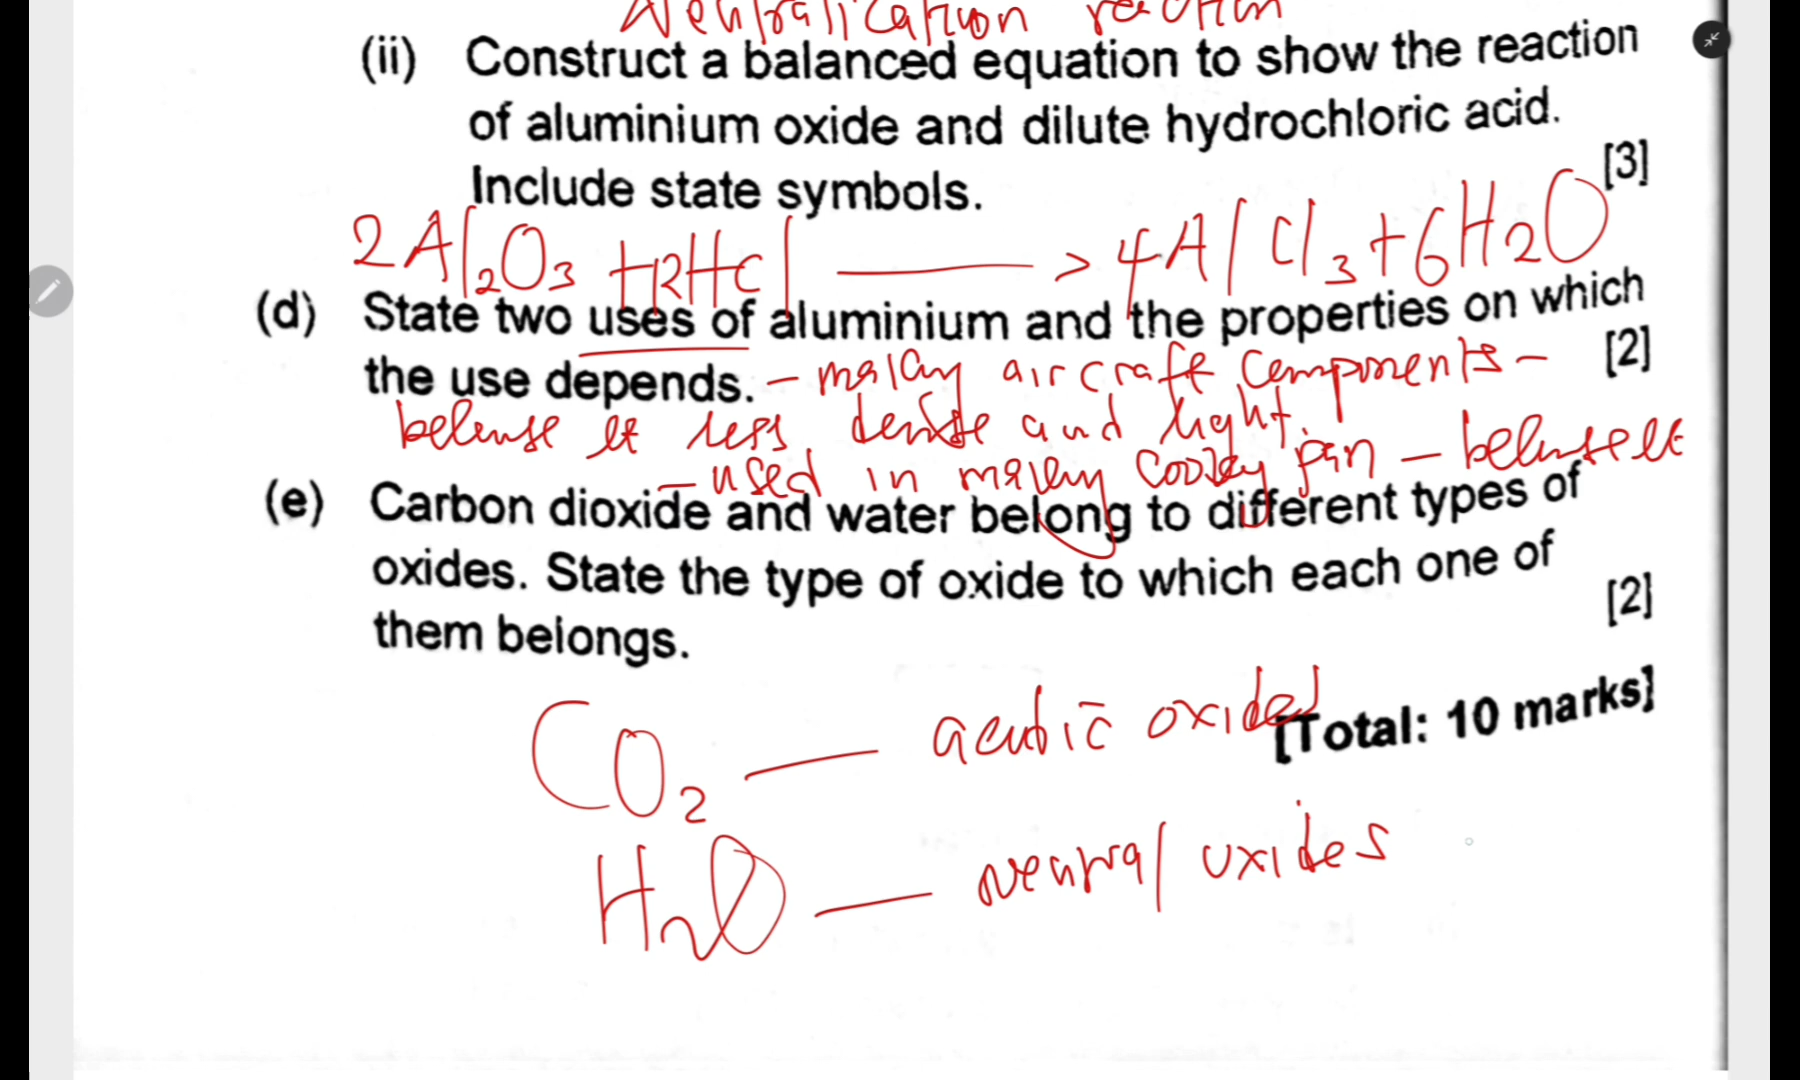 Neutralization reaction
(ii) Construct a balanced equation to show the reaction
of aluminium oxide and dilute hydrochloric acid.
Include state symbols. [3]
2Al₂O₃ + 12HCl ——> 4AlCl₃ + 6H₂O
(d) State two uses of aluminium and the properties on which
the use depends. [2]
– making aircraft components –
because it less dense and light.
– used in making cooking pan – because it
(e) Carbon dioxide and water belong to different types of
oxides. State the type of oxide to which each one of
them belongs. [2]
[Total: 10 marks]
CO₂ — acidic oxides
H₂O — neutral oxides